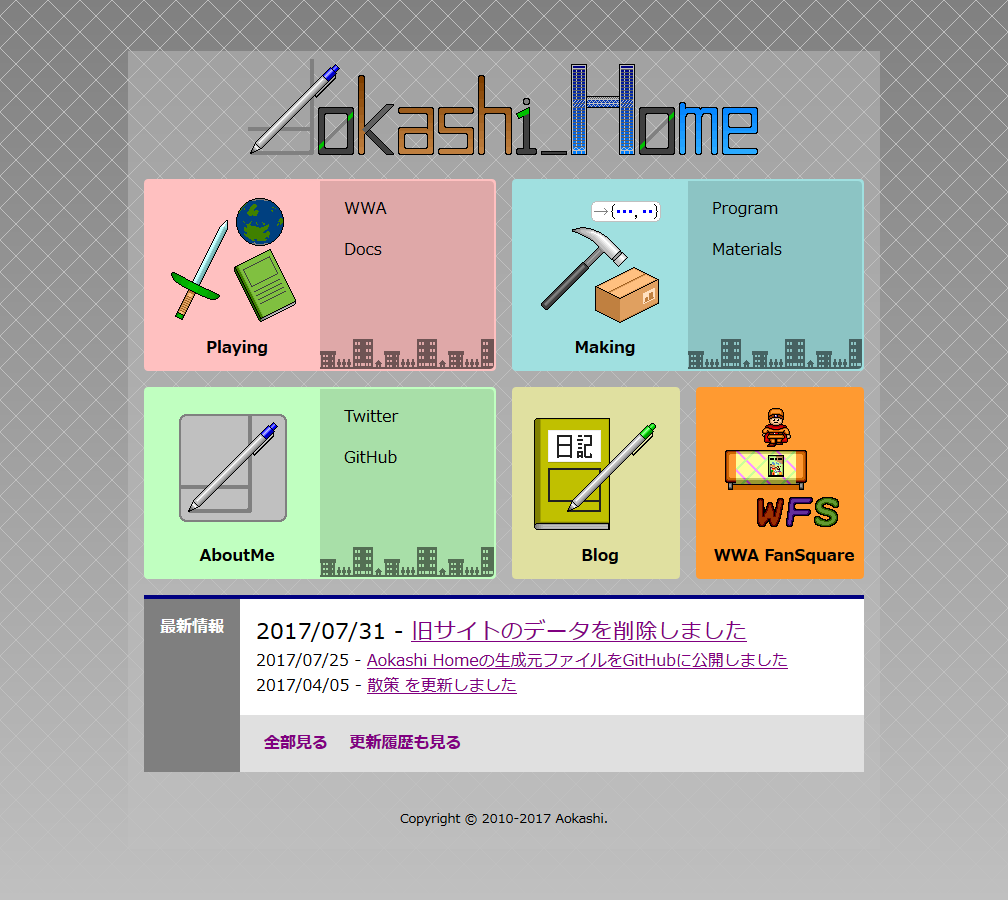 Aokashi_Home
WWA
Docs
Playing
→{•••, ••}
Program
Materials
Making
Twitter
GitHub
AboutMe
日記
Blog
WFS
WWA FanSquare
最新情報
2017/07/31 - 旧サイトのデータを削除しました
2017/07/25 - Aokashi Homeの生成元ファイルをGitHubに公開しました
2017/04/05 - 散策 を更新しました
全部見る 更新履歴も見る
Copyright © 2010-2017 Aokashi.